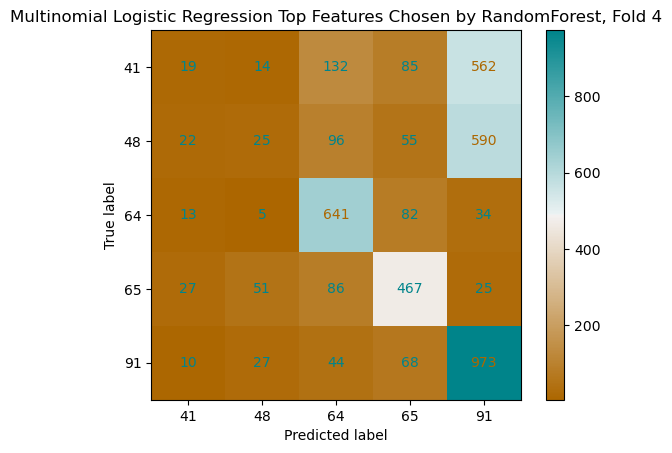 Multinomial Logistic Regression Top Features Chosen by RandomForest, Fold 4
41 19 14 132 85 562
48 22 25 96 55 590
64 13 5 641 82 34
65 27 51 86 467 25
91 10 27 44 68 973
41 48 64 65 91
Predicted label
True label
800
600
400
200